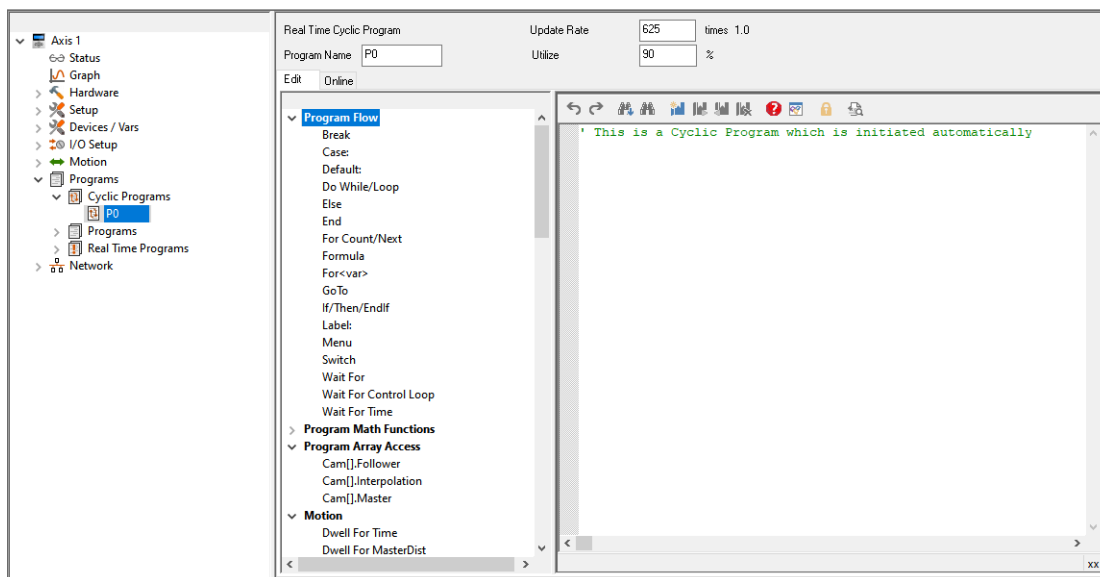 Axis 1
Status
Graph
Hardware
Setup
Devices / Vars
I/O Setup
Motion
Programs
Cyclic Programs
P0
Programs
Real Time Programs
Network
Real Time Cyclic Program
Update Rate 625 times 1.0
Program Name P0
Utilize 90 %
Edit Online
Program Flow
Break
Case:
Default:
Do While/Loop
Else
End
For Count/Next
Formula
For<var>
GoTo
If/Then/EndIf
Label:
Menu
Switch
Wait For
Wait For Control Loop
Wait For Time
Program Math Functions
Program Array Access
Cam[].Follower
Cam[].Interpolation
Cam[].Master
Motion
Dwell For Time
Dwell For MasterDist
' This is a Cyclic Program which is initiated automatically
xx